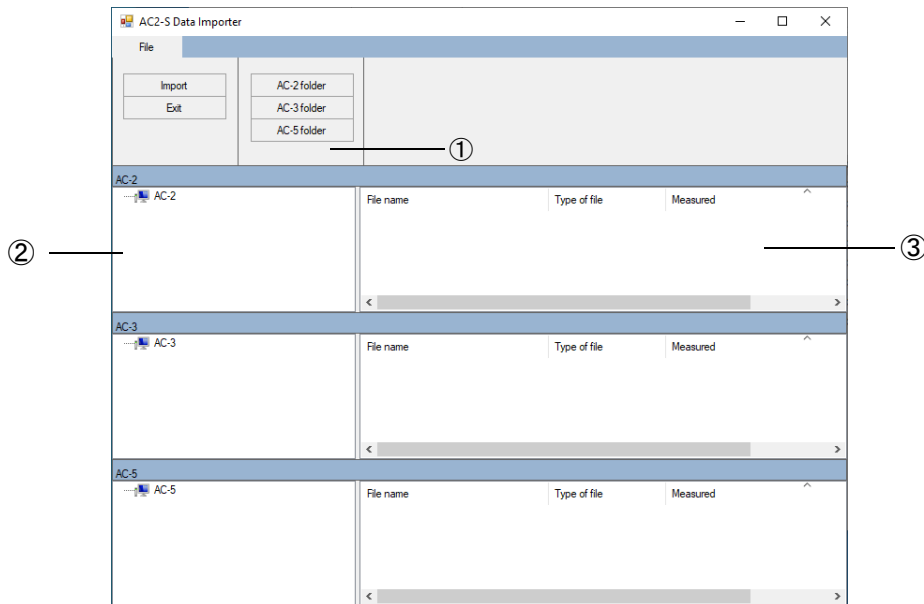 AC2-S Data Importer
File
Import
Exit
AC-2 folder
AC-3 folder
AC-5 folder
①
AC-2
AC-2
File name Type of file Measured
②
③
AC-3
AC-3
File name Type of file Measured
AC-5
AC-5
File name Type of file Measured